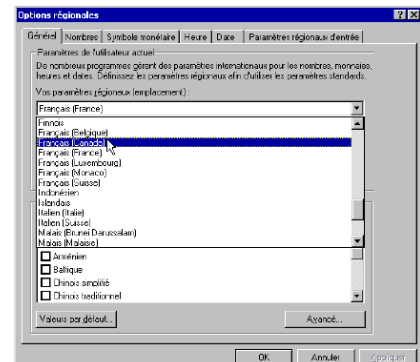 Options régionales
Général Nombres Symbole monétaire Heure Date Paramètres régionaux d'entrée
Paramètres de l'utilisateur actuel
De nombreux programmes gèrent des paramètres internationaux pour les nombres, monnaies,
heures et dates. Définissez les paramètres régionaux afin d'utiliser les paramètres standards.
Vos paramètres régionaux (emplacement) :
Français (France)
Finnois
Français (Belgique)
Français (Canada)
Français (France)
Français (Luxembourg)
Français (Monaco)
Français (Suisse)
Indonésien
Islandais
Italien (Italie)
Italien (Suisse)
Malais (Brunei Darussalam)
Malais (Malaisie)
Arménien
Baltique
Chinois simplifié
Chinois traditionnel
Valeurs par défaut... Avancé...
OK Annuler Appliquer